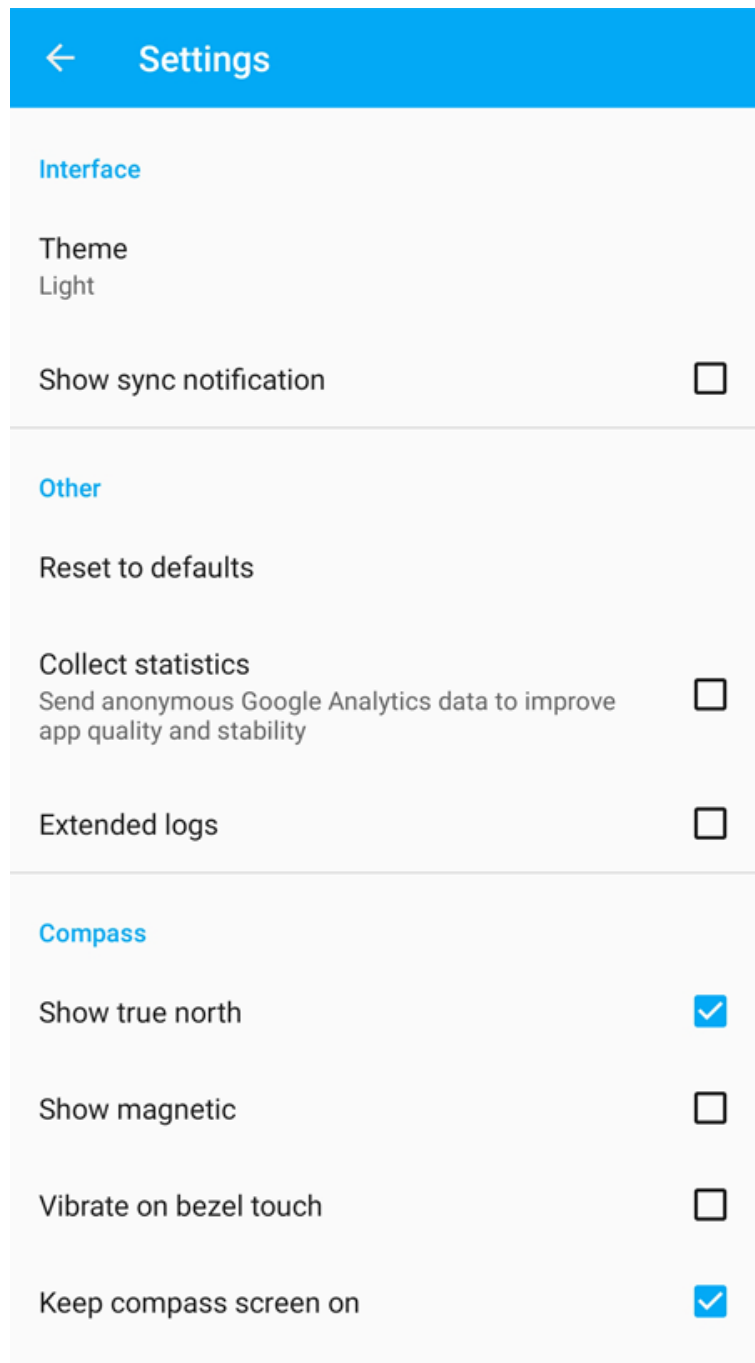 Settings
Interface
Theme
Light
Show sync notification
Other
Reset to defaults
Collect statistics
Send anonymous Google Analytics data to improve
app quality and stability
Extended logs
Compass
Show true north
Show magnetic
Vibrate on bezel touch
Keep compass screen on